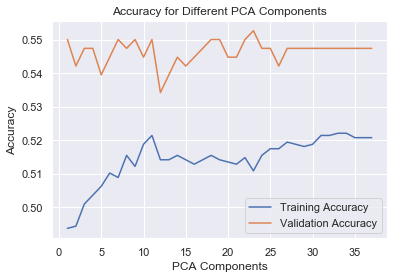 Accuracy for Different PCA Components
Accuracy
0.55
0.54
0.53
0.52
0.51
0.50
0 5 10 15 20 25 30 35
PCA Components
Training Accuracy
Validation Accuracy